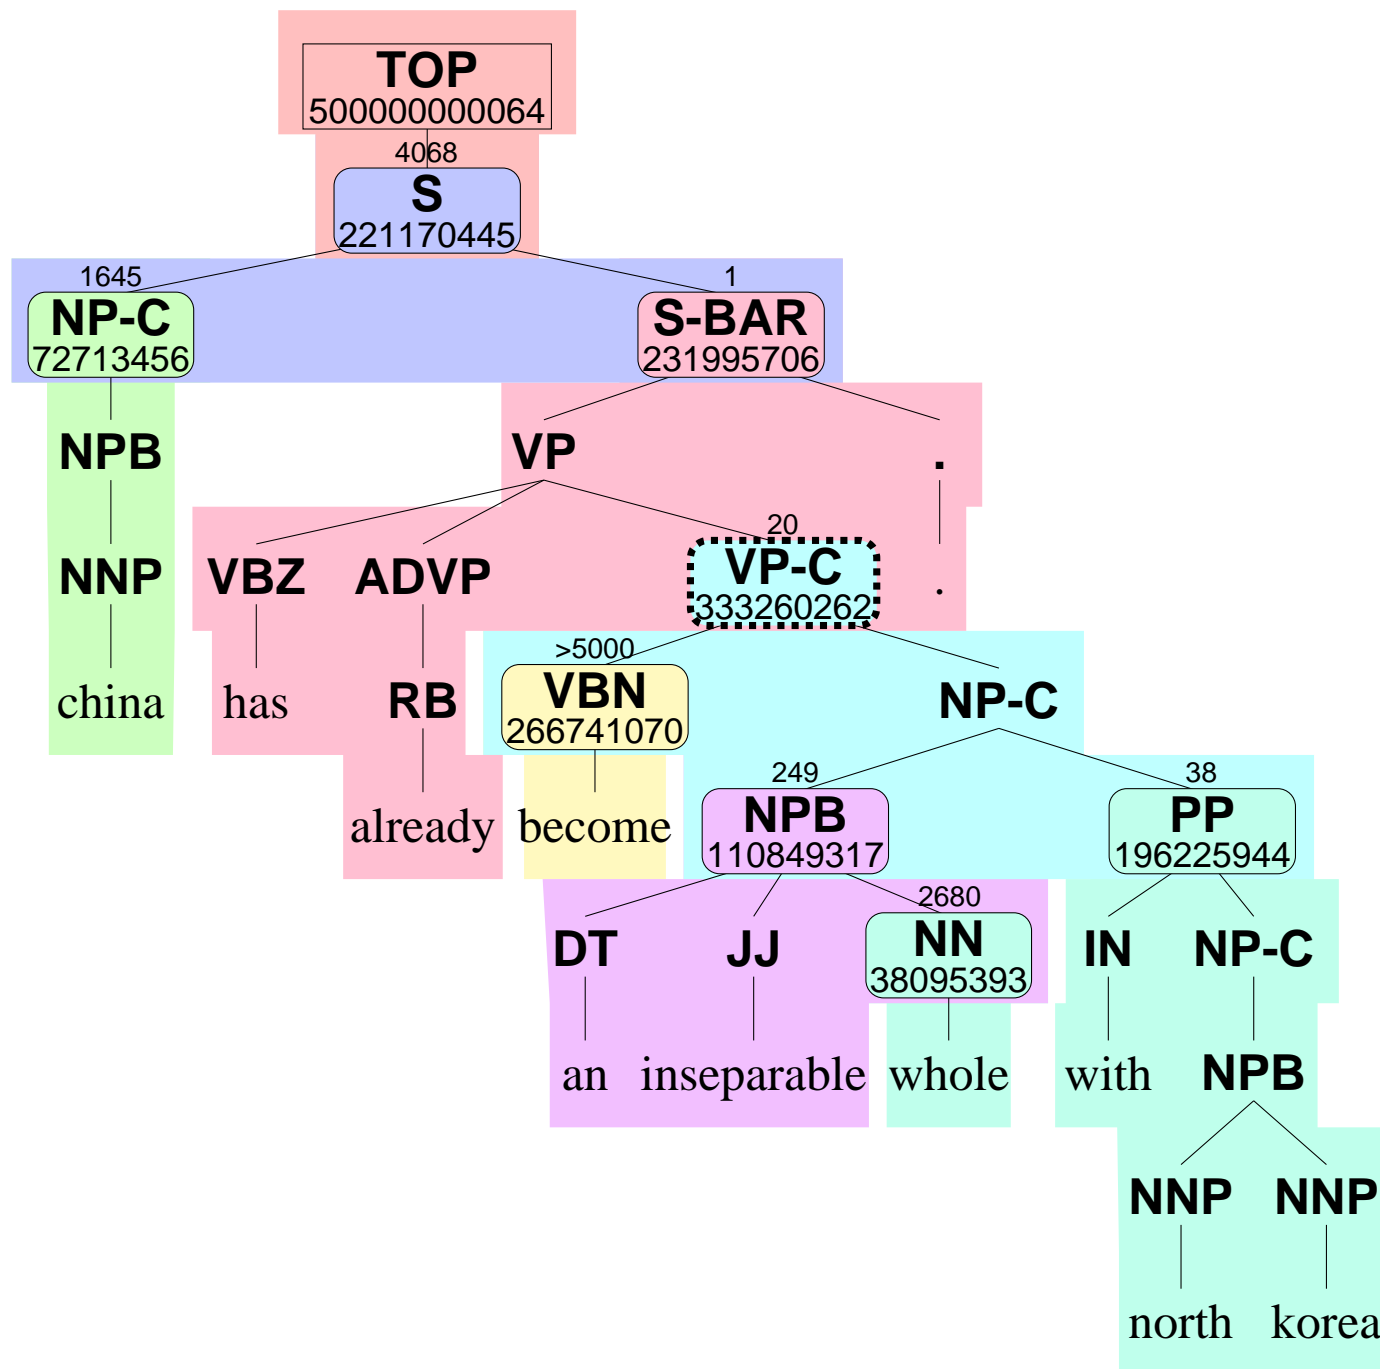 TOP
500000000064
4068
S
221170445
1645 1
NP-C S-BAR
72713456 231995706
NPB VP .
20
NNP VBZ ADVP VP-C .
333260262
>5000
china has RB VBN NP-C
266741070
249 38
already become NPB PP
110849317 196225944
2680
DT JJ NN IN NP-C
38095393
an inseparable whole with NPB
NNP NNP
north korea